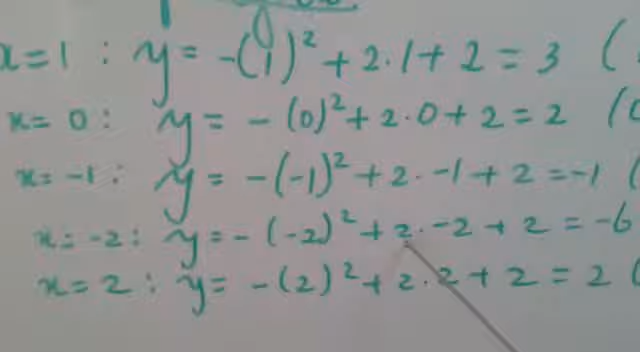 x = 1 : y = -(1)² + 2·1 + 2 = 3 (
x = 0 : y = -(0)² + 2·0 + 2 = 2 (
x = -1 : y = -(-1)² + 2·-1 + 2 = -1 (
x = -2 : y = -(-2)² + 2·-2 + 2 = -6
x = 2 : y = -(2)² + 2·2 + 2 = 2 (